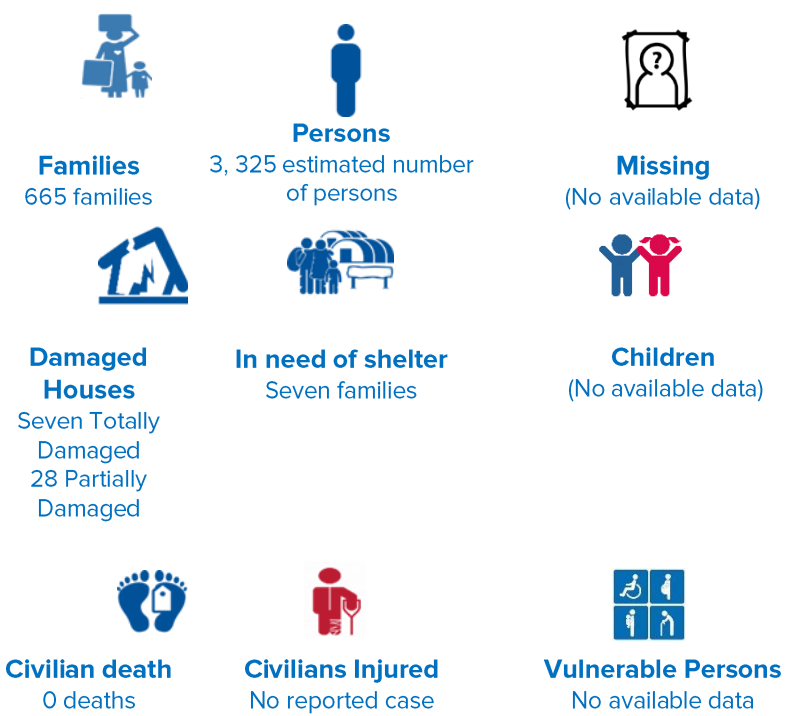 ?
Families
665 families
Persons
3, 325 estimated number
of persons
Missing
(No available data)
Damaged
Houses
Seven Totally
Damaged
28 Partially
Damaged
In need of shelter
Seven families
Children
(No available data)
Civilian death
0 deaths
Civilians Injured
No reported case
Vulnerable Persons
No available data